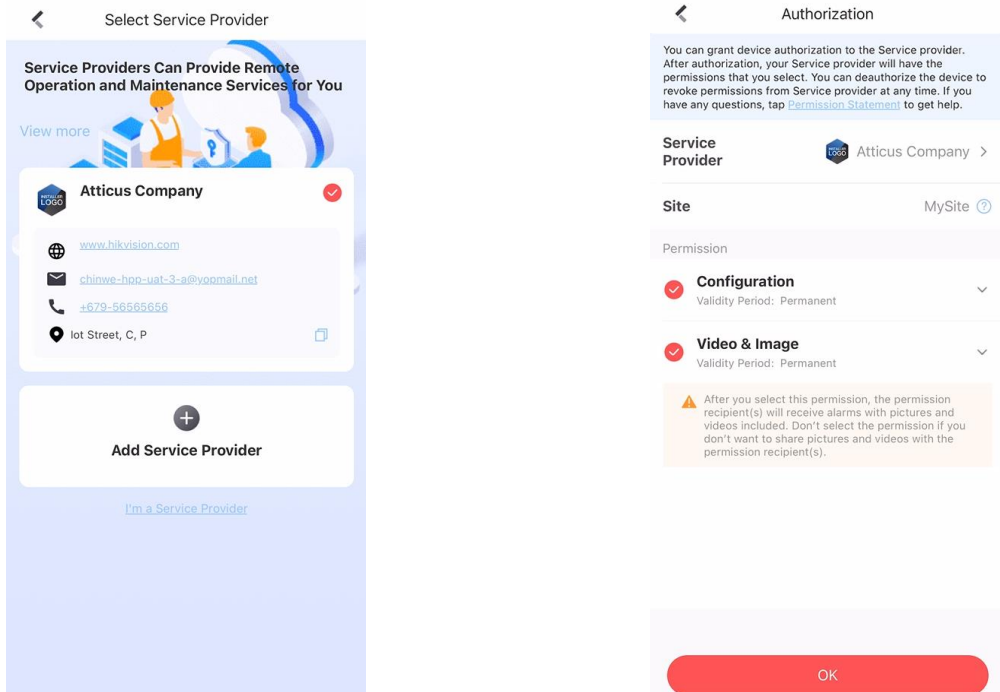 Select Service Provider
Service Providers Can Provide Remote
Operation and Maintenance Services for You
View more
INSTALLER
LOGO
Atticus Company
www.hikvision.com
chinwe-hpp-uat-3-a@yopmail.net
+679-56565656
Iot Street, C, P
Add Service Provider
I'm a Service Provider
Authorization
You can grant device authorization to the Service provider.
After authorization, your Service provider will have the
permissions that you select. You can deauthorize the device to
revoke permissions from Service provider at any time. If you
have any questions, tap Permission Statement to get help.
Service
Provider
INSTALLER
LOGO
Atticus Company
Site
MySite
Permission
Configuration
Validity Period: Permanent
Video & Image
Validity Period: Permanent
After you select this permission, the permission
recipient(s) will receive alarms with pictures and
videos included. Don't select the permission if you
don't want to share pictures and videos with the
permission recipient(s).
OK